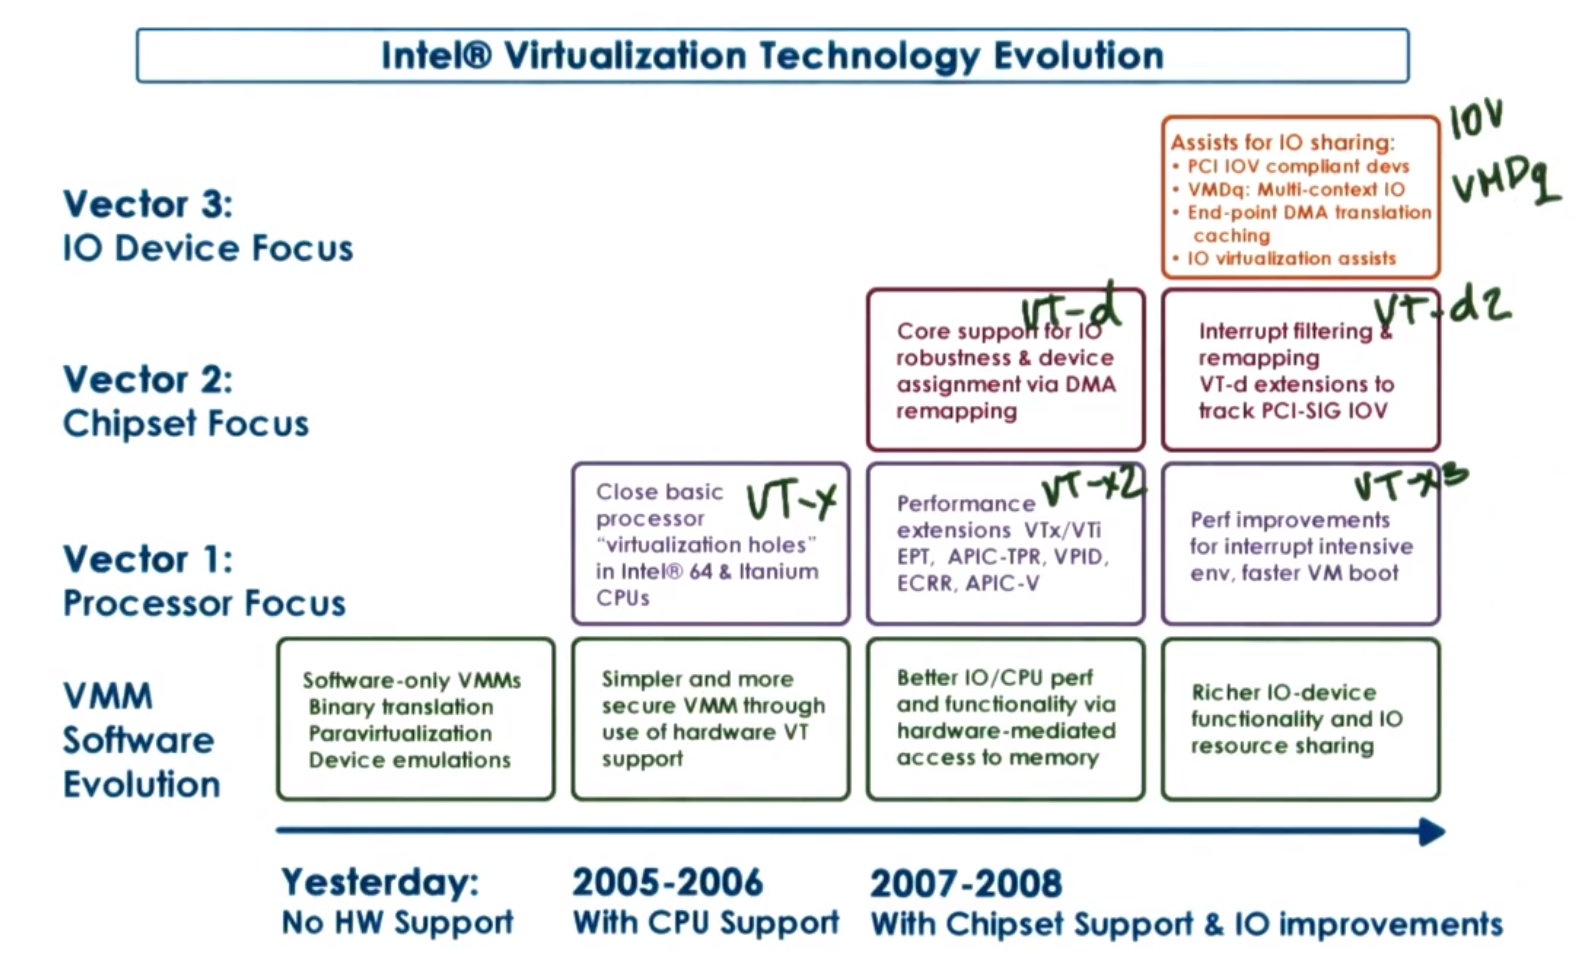 Intel® Virtualization Technology Evolution
IOV
VMDq
Vector 3:
IO Device Focus
Assists for IO sharing:
• PCI IOV compliant devs
• VMDq: Multi-context IO
• End-point DMA translation
caching
• IO virtualization assists
Vector 2:
Chipset Focus
VT-d
Core support for IO
robustness & device
assignment via DMA
remapping
VT-d2
Interrupt filtering &
remapping
VT-d extensions to
track PCI-SIG IOV
Vector 1:
Processor Focus
VT-x
Close basic
processor
"virtualization holes"
in Intel® 64 & Itanium
CPUs
VT-x2
Performance
extensions VTx/VTi
EPT, APIC-TPR, VPID,
ECRR, APIC-V
VT-x3
Perf improvements
for interrupt intensive
env, faster VM boot
VMM
Software
Evolution
Software-only VMMs
Binary translation
Paravirtualization
Device emulations
Simpler and more
secure VMM through
use of hardware VT
support
Better IO/CPU perf
and functionality via
hardware-mediated
access to memory
Richer IO-device
functionality and IO
resource sharing
Yesterday:
No HW Support
2005-2006
With CPU Support
2007-2008
With Chipset Support & IO improvements